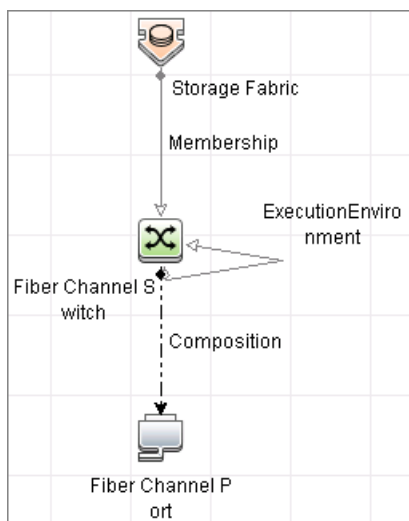 Storage Fabric
Membership
ExecutionEnviro
nment
Fiber Channel S
witch
Composition
Fiber Channel P
ort